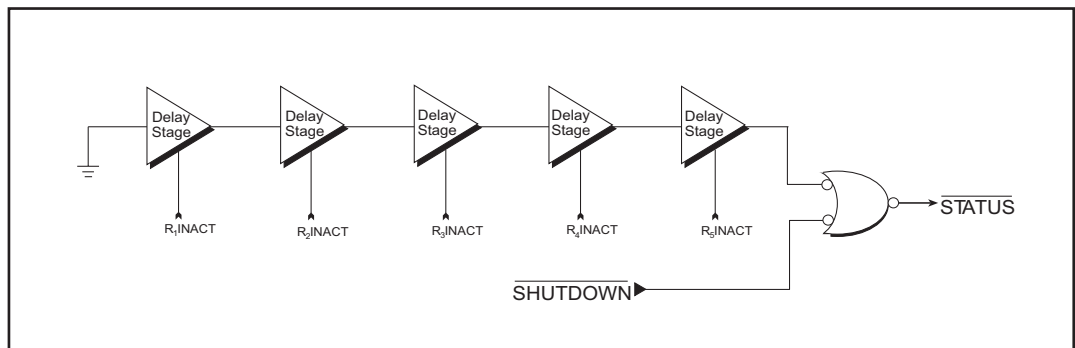 Delay
Stage
Delay
Stage
Delay
Stage
Delay
Stage
Delay
Stage
R₁INACT
R₂INACT
R₃INACT
R₄INACT
R₅INACT
STATUS
SHUTDOWN